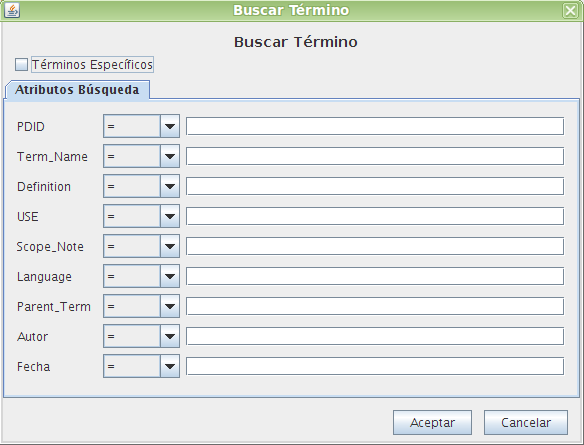 Buscar Término
Buscar Término
Términos Específicos
Atributos Búsqueda
PDID =
Term_Name =
Definition =
USE =
Scope_Note =
Language =
Parent_Term =
Autor =
Fecha =
Aceptar Cancelar